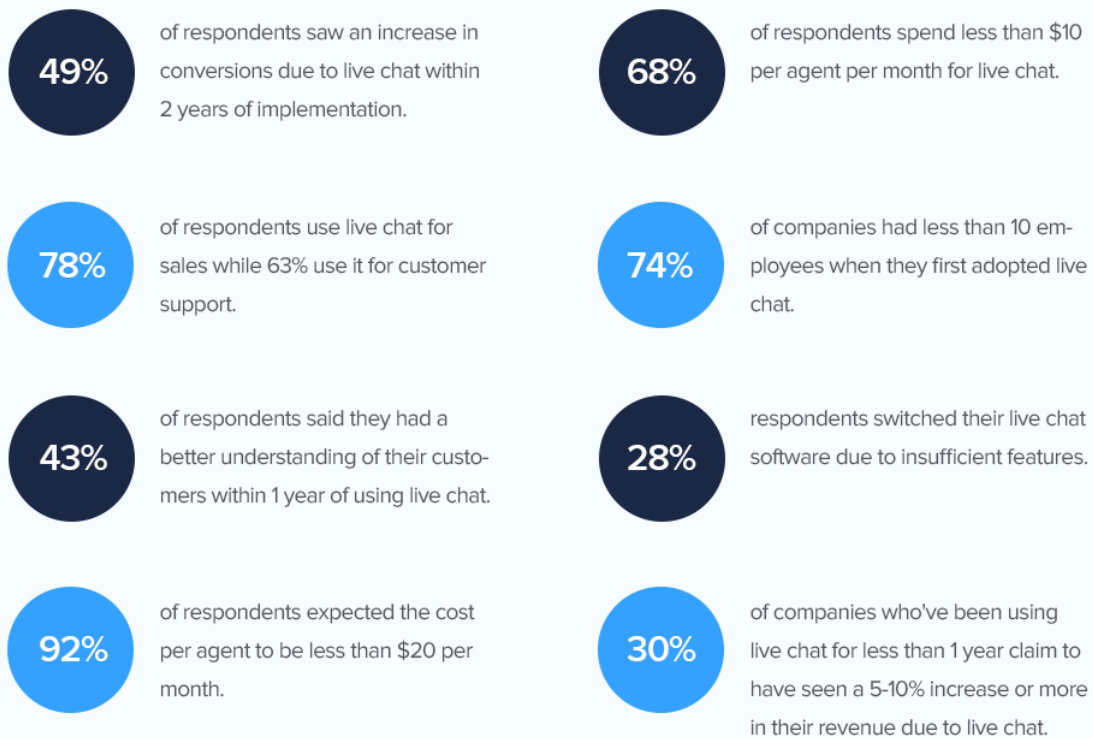 49%
of respondents saw an increase in
conversions due to live chat within
2 years of implementation.
68%
of respondents spend less than $10
per agent per month for live chat.
78%
of respondents use live chat for
sales while 63% use it for customer
support.
74%
of companies had less than 10 em-
ployees when they first adopted live
chat.
43%
of respondents said they had a
better understanding of their custo-
mers within 1 year of using live chat.
28%
respondents switched their live chat
software due to insufficient features.
92%
of respondents expected the cost
per agent to be less than $20 per
month.
30%
of companies who've been using
live chat for less than 1 year claim to
have seen a 5-10% increase or more
in their revenue due to live chat.